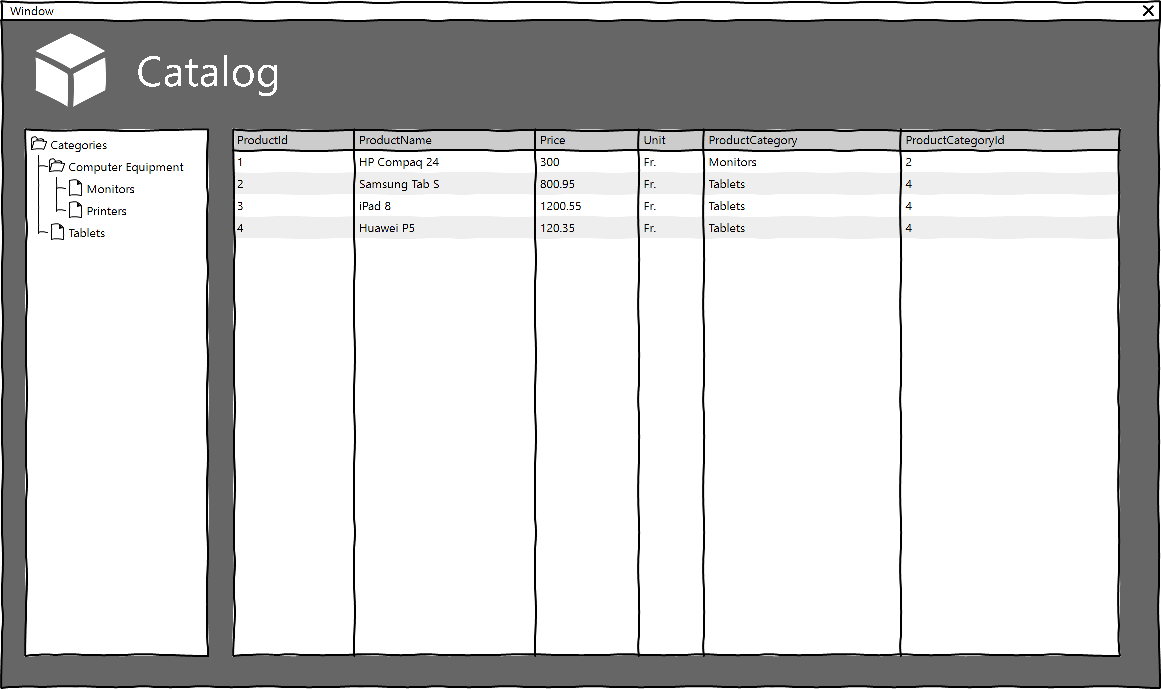 Window
Catalog
Categories
Computer Equipment
Monitors
Printers
Tablets
ProductId ProductName Price Unit ProductCategory ProductCategoryId
1 HP Compaq 24 300 Fr. Monitors 2
2 Samsung Tab S 800.95 Fr. Tablets 4
3 iPad 8 1200.55 Fr. Tablets 4
4 Huawei P5 120.35 Fr. Tablets 4